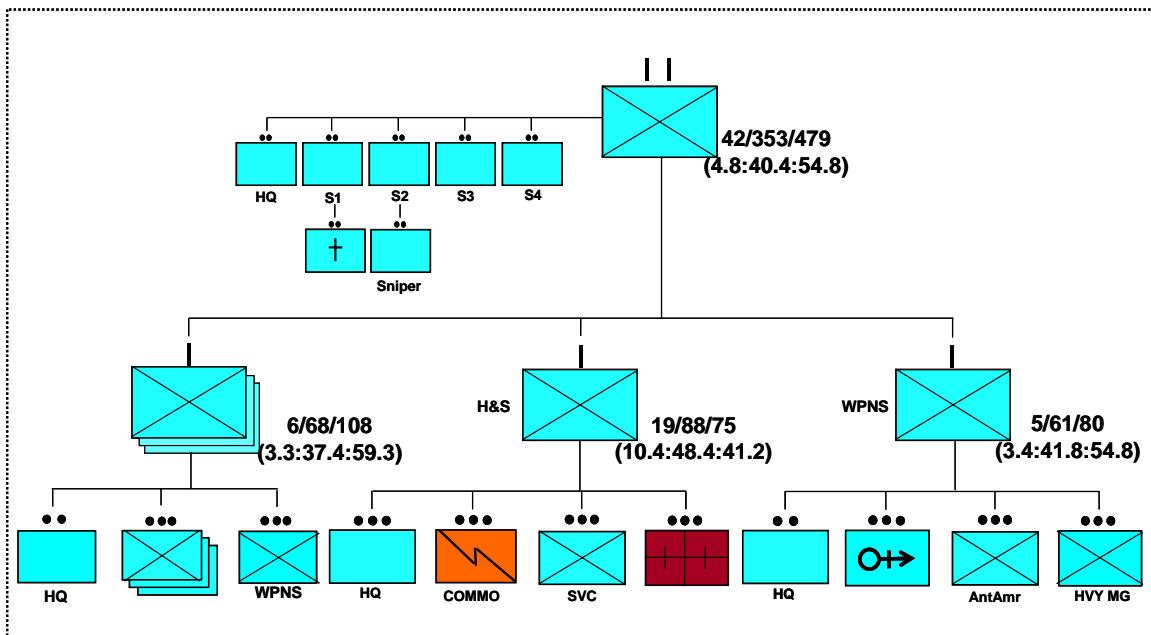 42/353/479
(4.8:40.4:54.8)
HQ
S1
S2
S3
S4
Sniper
6/68/108
(3.3:37.4:59.3)
H&S
19/88/75
(10.4:48.4:41.2)
WPNS
5/61/80
(3.4:41.8:54.8)
HQ
WPNS
HQ
COMMO
SVC
HQ
AntAmr
HVY MG